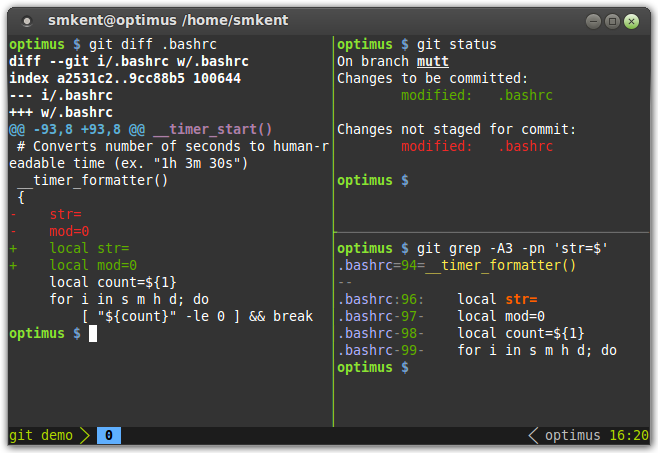 smkent@optimus /home/smkent
optimus $ git diff .bashrc
diff --git i/.bashrc w/.bashrc
index a2531c2..9cc88b5 100644
--- i/.bashrc
+++ w/.bashrc
@@ -93,8 +93,8 @@ __timer_start()
 # Converts number of seconds to human-r
eadable time (ex. "1h 3m 30s")
 __timer_formatter()
 {
-    str=
-    mod=0
+    local str=
+    local mod=0
     local count=${1}
     for i in s m h d; do
         [ "${count}" -le 0 ] && break
optimus $
optimus $ git status
On branch mutt
Changes to be committed:
        modified:   .bashrc
Changes not staged for commit:
        modified:   .bashrc
optimus $
optimus $ git grep -A3 -pn 'str=$'
.bashrc=94=__timer_formatter()
--
.bashrc:96:    local str=
.bashrc-97-    local mod=0
.bashrc-98-    local count=${1}
.bashrc-99-    for i in s m h d; do
optimus $
git demo 0 optimus 16:20